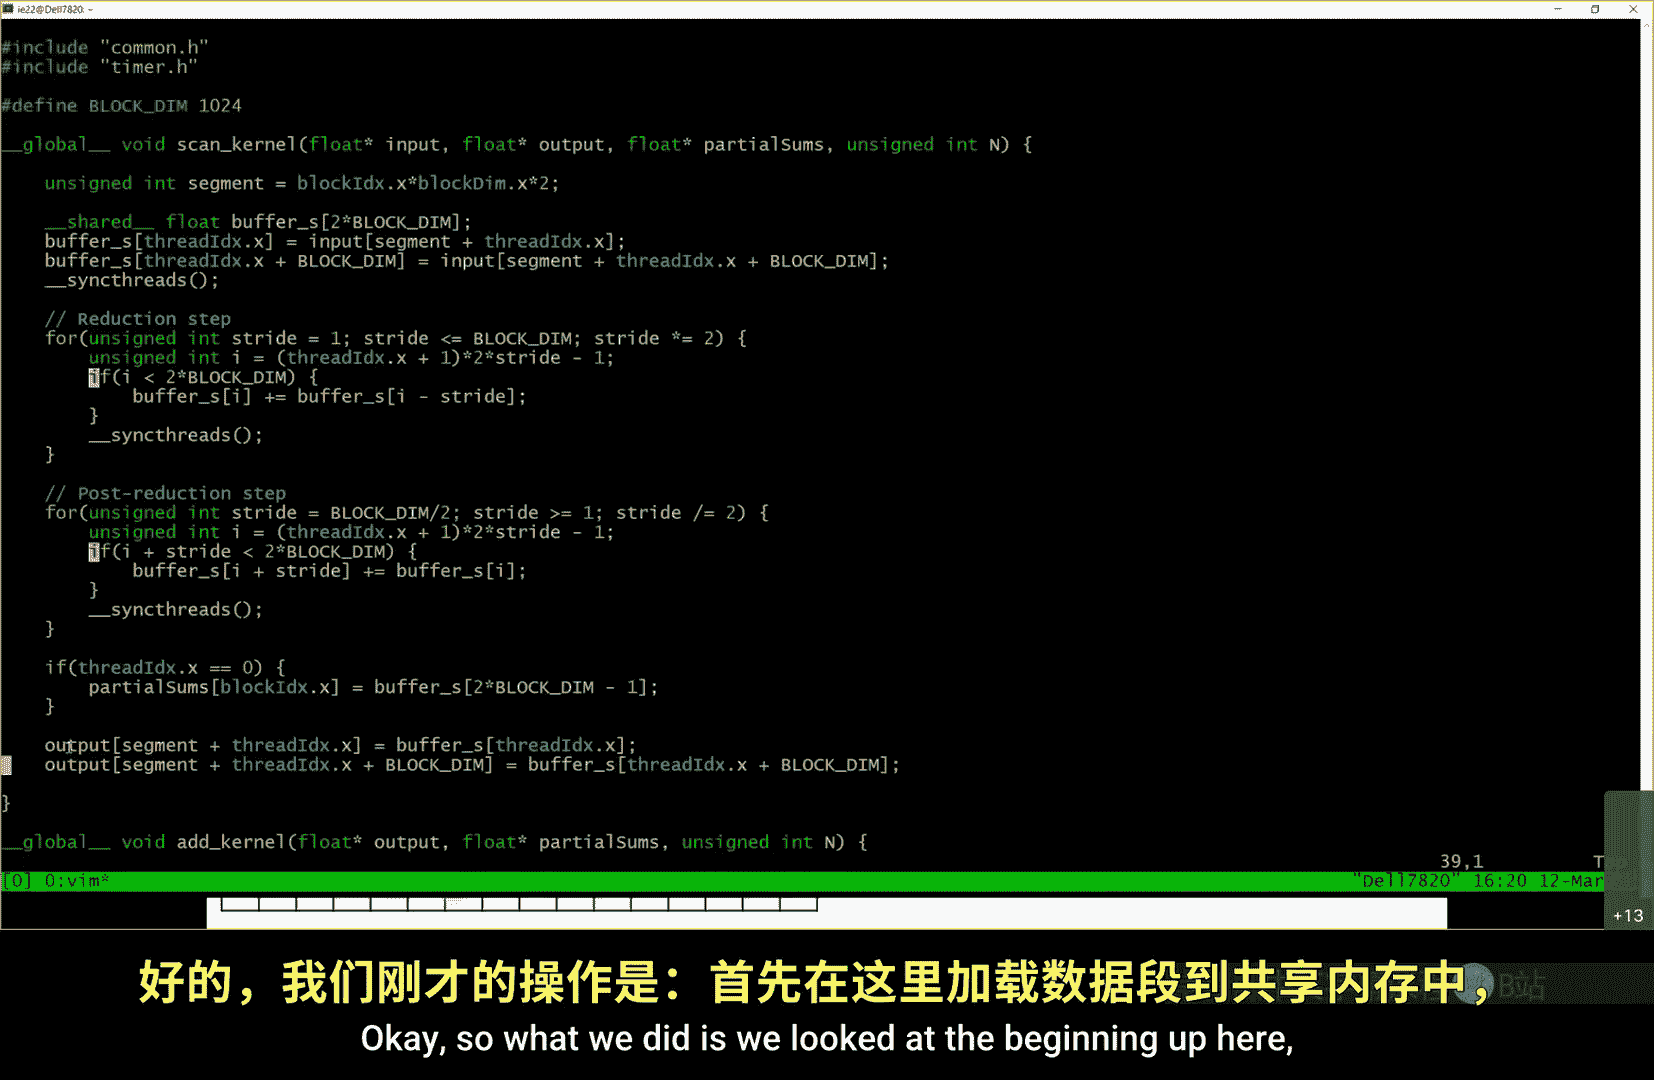 ie22@Dell7820: ~
#include "common.h"
#include "timer.h"
#define BLOCK_DIM 1024
__global__ void scan_kernel(float* input, float* output, float* partialSums, unsigned int N) {
unsigned int segment = blockIdx.x*blockDim.x*2;
__shared__ float buffer_s[2*BLOCK_DIM];
buffer_s[threadIdx.x] = input[segment + threadIdx.x];
buffer_s[threadIdx.x + BLOCK_DIM] = input[segment + threadIdx.x + BLOCK_DIM];
__syncthreads();
// Reduction step
for(unsigned int stride = 1; stride <= BLOCK_DIM; stride *= 2) {
unsigned int i = (threadIdx.x + 1)*2*stride - 1;
if(i < 2*BLOCK_DIM) {
buffer_s[i] += buffer_s[i - stride];
}
__syncthreads();
}
// Post-reduction step
for(unsigned int stride = BLOCK_DIM/2; stride >= 1; stride /= 2) {
unsigned int i = (threadIdx.x + 1)*2*stride - 1;
if(i + stride < 2*BLOCK_DIM) {
buffer_s[i + stride] += buffer_s[i];
}
__syncthreads();
}
if(threadIdx.x == 0) {
partialSums[blockIdx.x] = buffer_s[2*BLOCK_DIM - 1];
}
output[segment + threadIdx.x] = buffer_s[threadIdx.x];
output[segment + threadIdx.x + BLOCK_DIM] = buffer_s[threadIdx.x + BLOCK_DIM];
}
__global__ void add_kernel(float* output, float* partialSums, unsigned int N) {
39,1
[0] 0:vim* "Dell7820" 16:20 12-Mar
+13
好的，我们刚才的操作是：首先在这里加载数据段到共享内存中，
B站
Okay, so what we did is we looked at the beginning up here,